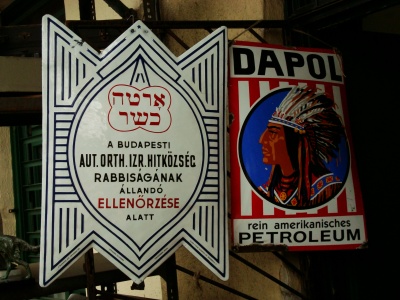 ארטה
כשר
A BUDAPESTI
AUT. ORTH. IZR. HITKÖZSÉG
RABBISÁGÁNAK
ÁLLANDÓ
ELLENŐRZÉSE
ALATT
DAPOL
rein amerikanisches
PETROLEUM